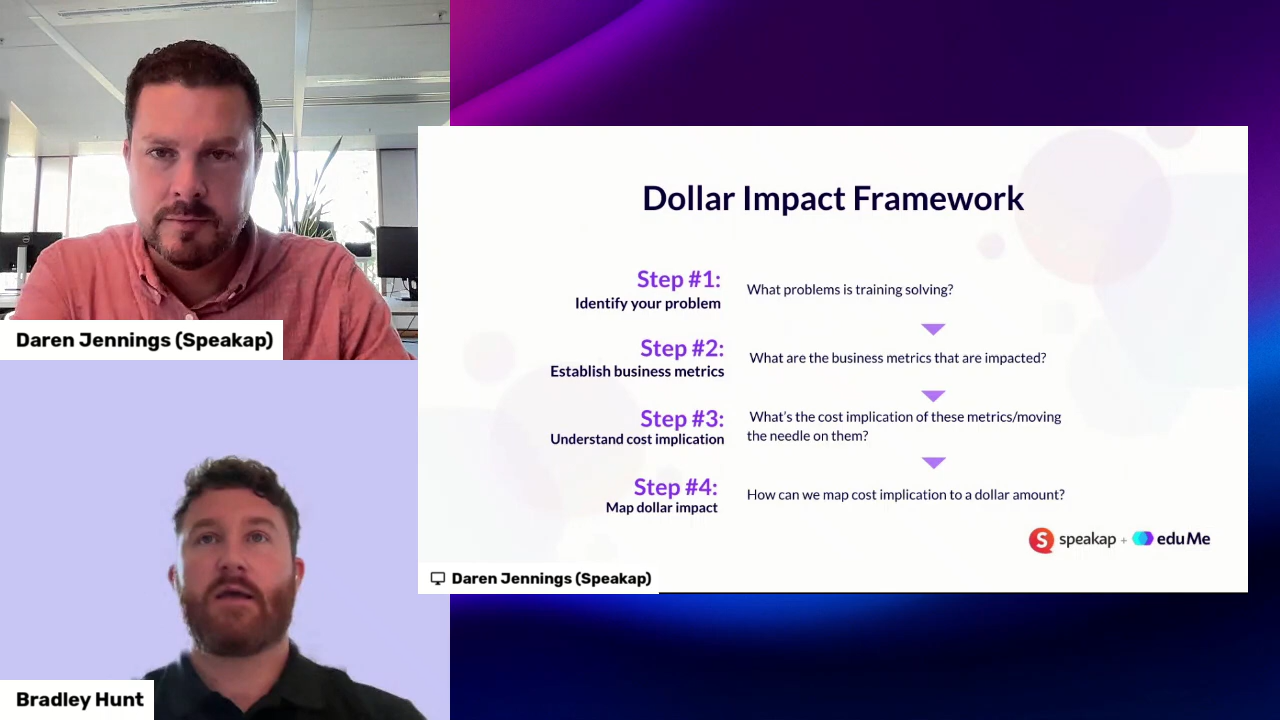 Daren Jennings (Speakap)
Bradley Hunt
Dollar Impact Framework
Step #1:
Identify your problem
What problems is training solving?
Step #2:
Establish business metrics
What are the business metrics that are impacted?
Step #3:
Understand cost implication
What's the cost implication of these metrics/moving
the needle on them?
Step #4:
Map dollar impact
How can we map cost implication to a dollar amount?
S speakap + eduMe
Daren Jennings (Speakap)